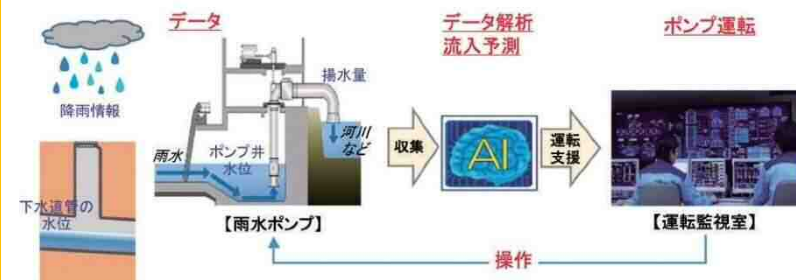 データ
データ解析
流入予測
ポンプ運転
降雨情報
揚水量
河川
など
雨水
ポンプ井
水位
下水道管の
水位
収集
AI
運転
支援
【雨水ポンプ】
【運転監視室】
操作